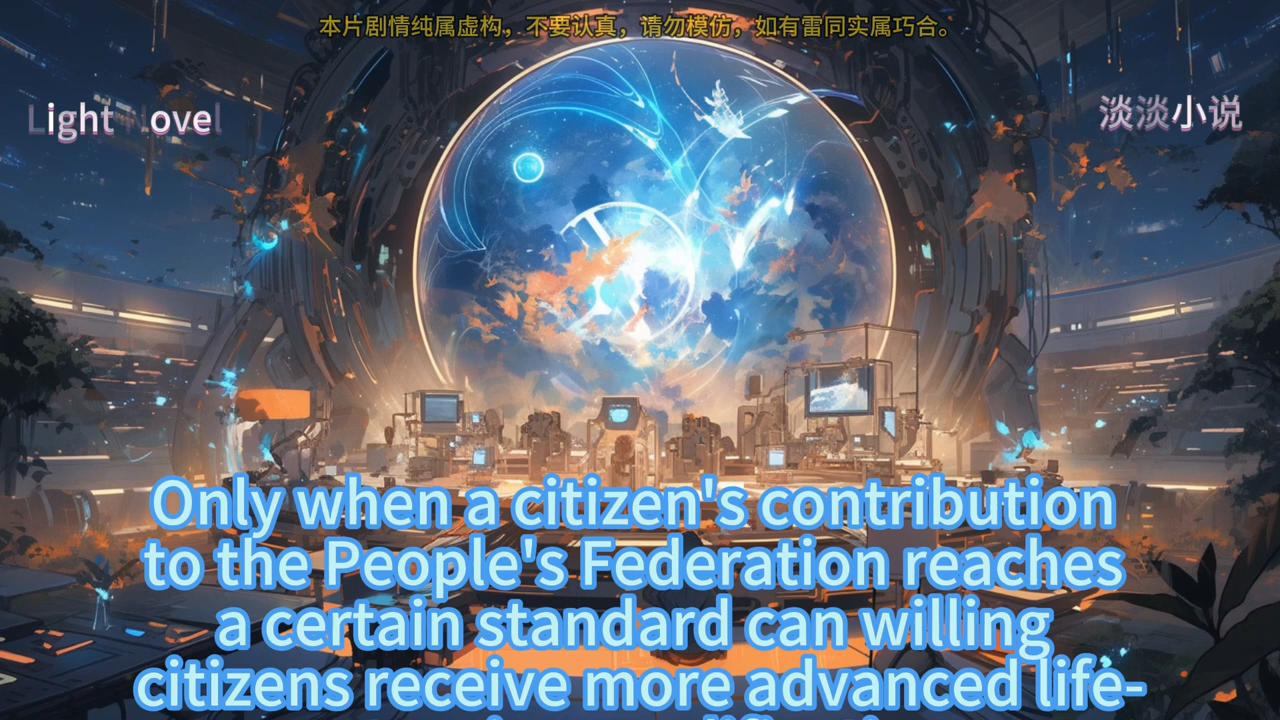 本片剧情纯属虚构，不要认真，请勿模仿，如有雷同实属巧合。
Light Novel
淡淡小说
Only when a citizen's contribution
to the People's Federation reaches
a certain standard can willing
citizens receive more advanced life-